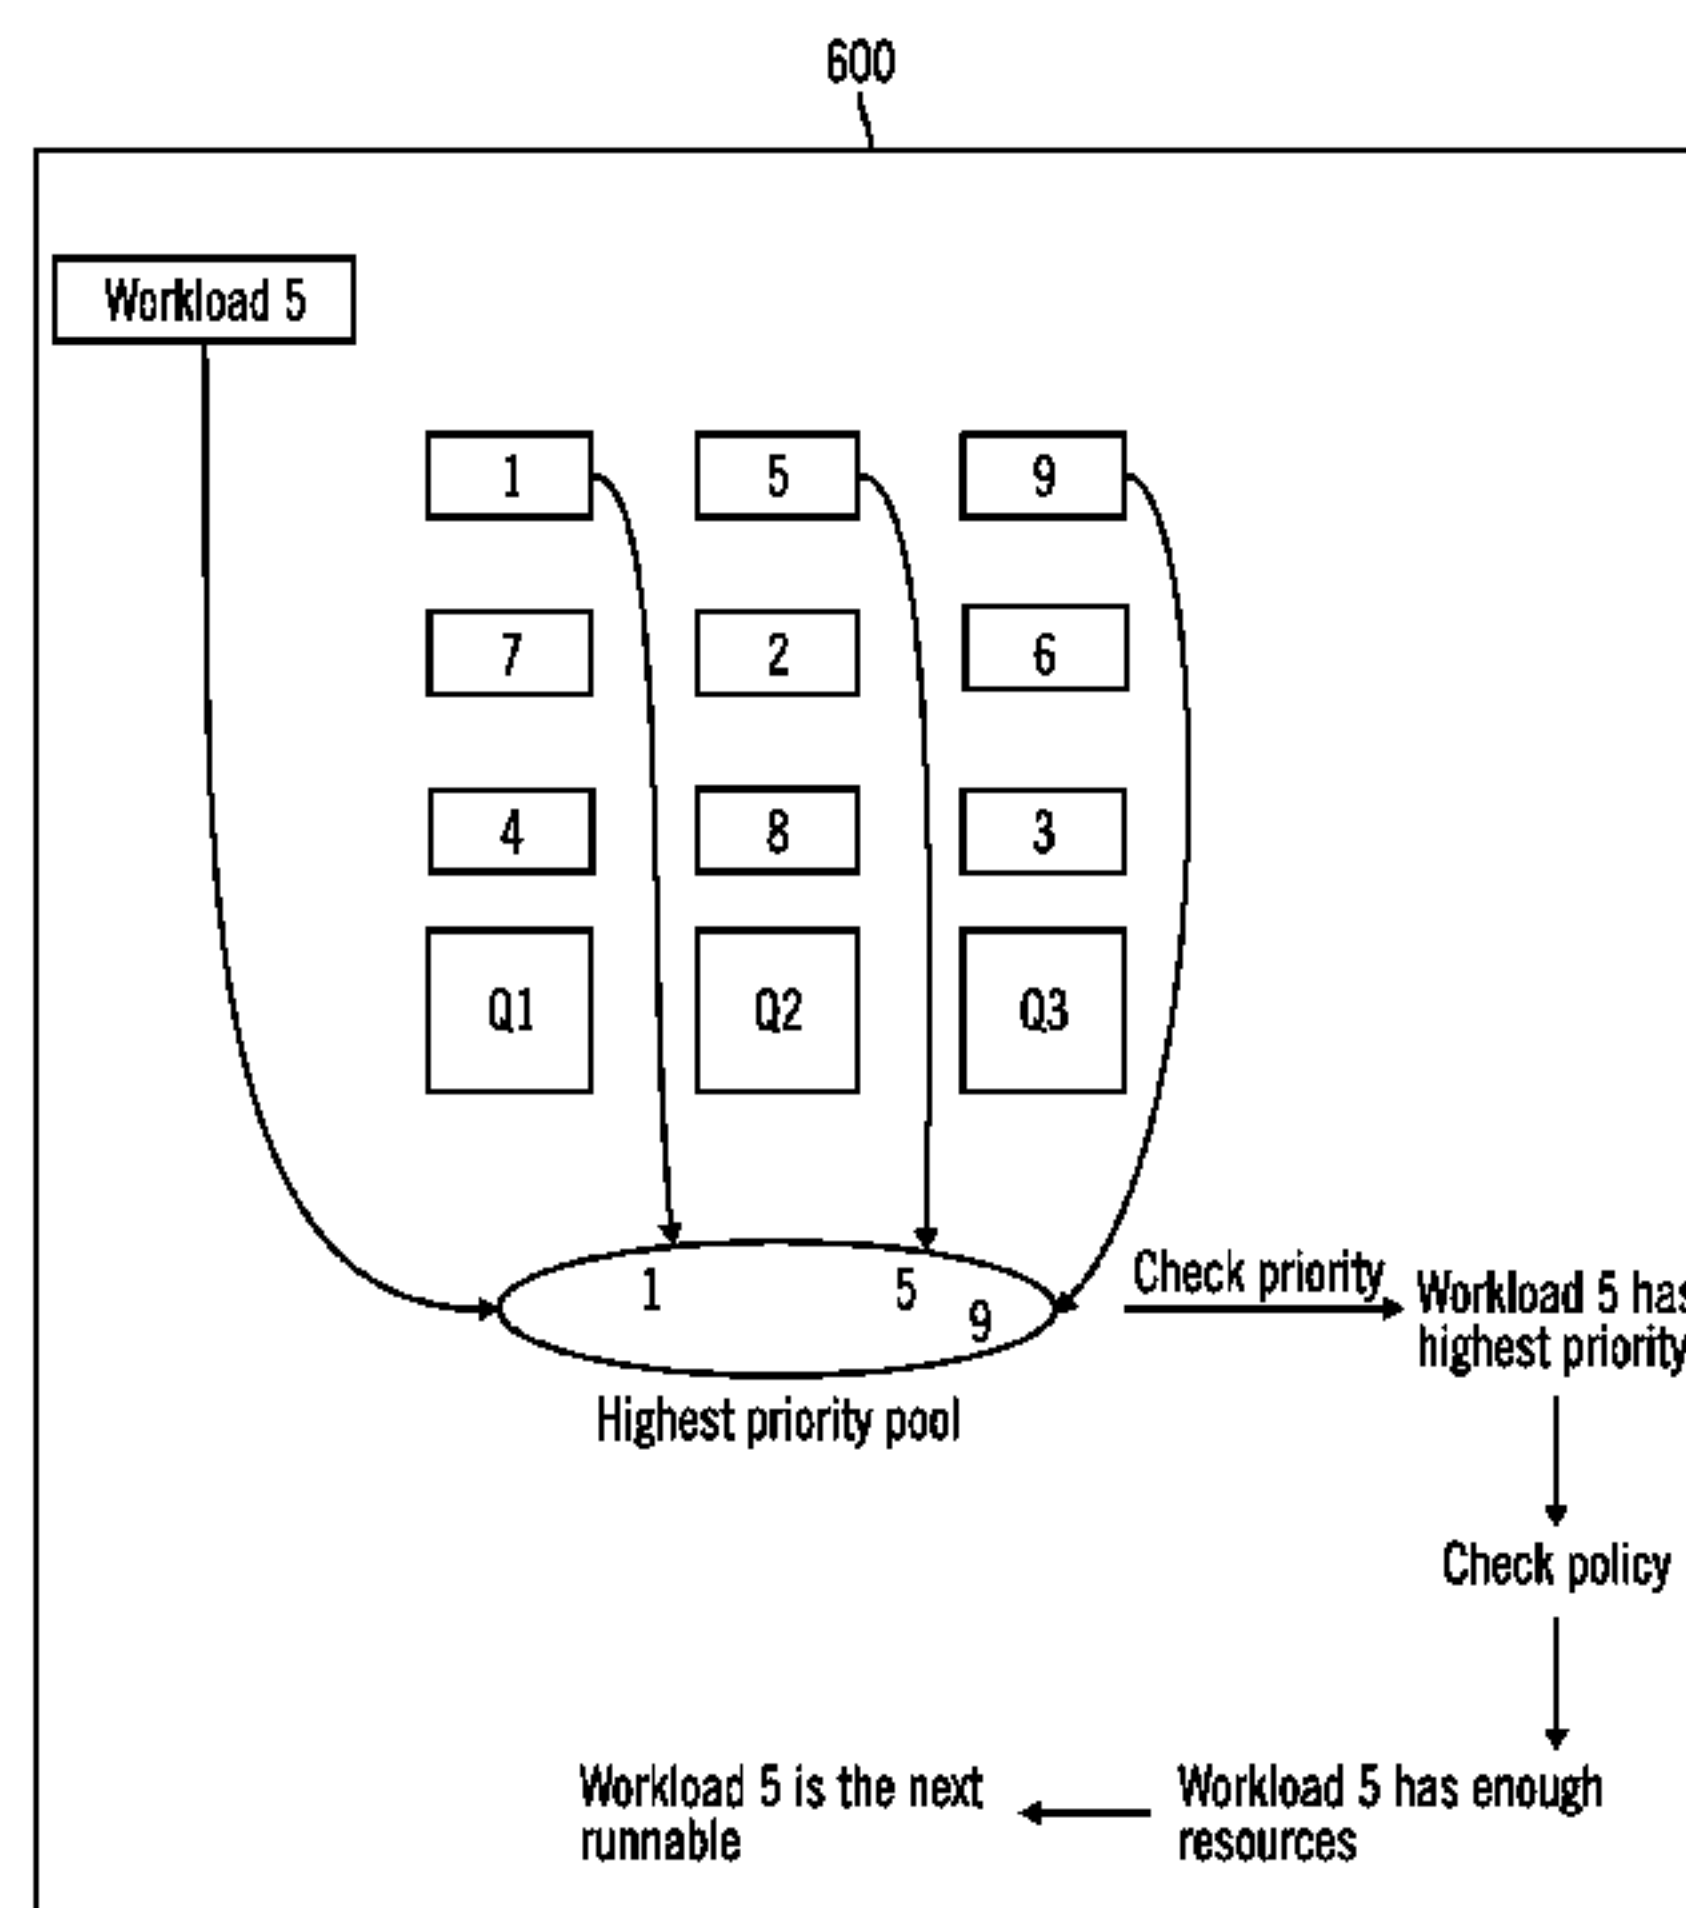 600
Workload 5
1 5 9
7 2 6
4 8 3
Q1 Q2 Q3
1 5
9
Check priority
Workload 5 has
highest priority
Highest priority pool
Check policy
Workload 5 has enough
resources
Workload 5 is the next
runnable